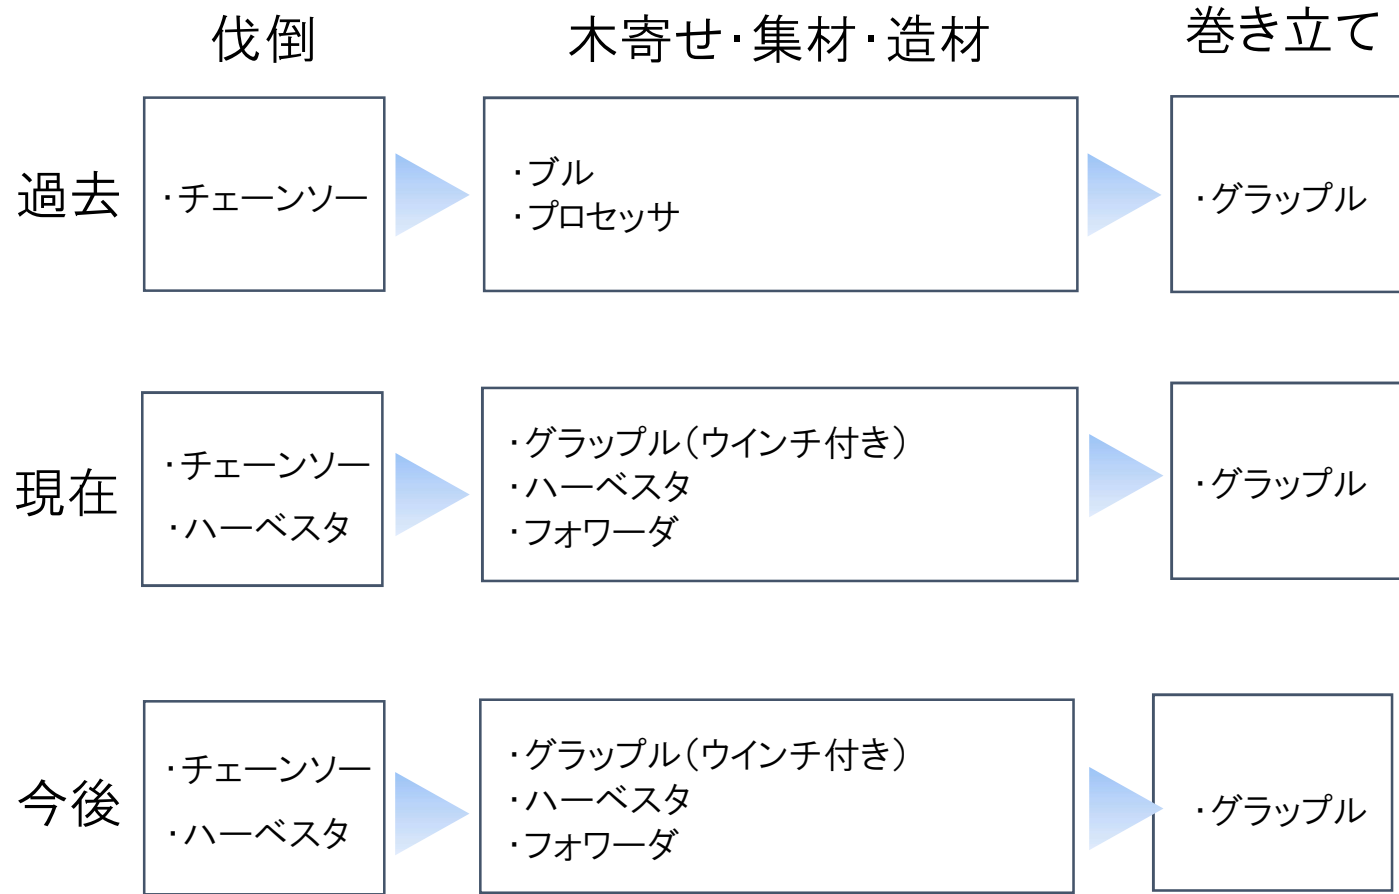 伐倒
木寄せ・集材・造材
巻き立て
過去
・チェーンソー
・ブル
・プロセッサ
・グラップル
現在
・チェーンソー
・ハーベスタ
・グラップル（ウインチ付き）
・ハーベスタ
・フォワーダ
・グラップル
今後
・チェーンソー
・ハーベスタ
・グラップル（ウインチ付き）
・ハーベスタ
・フォワーダ
・グラップル